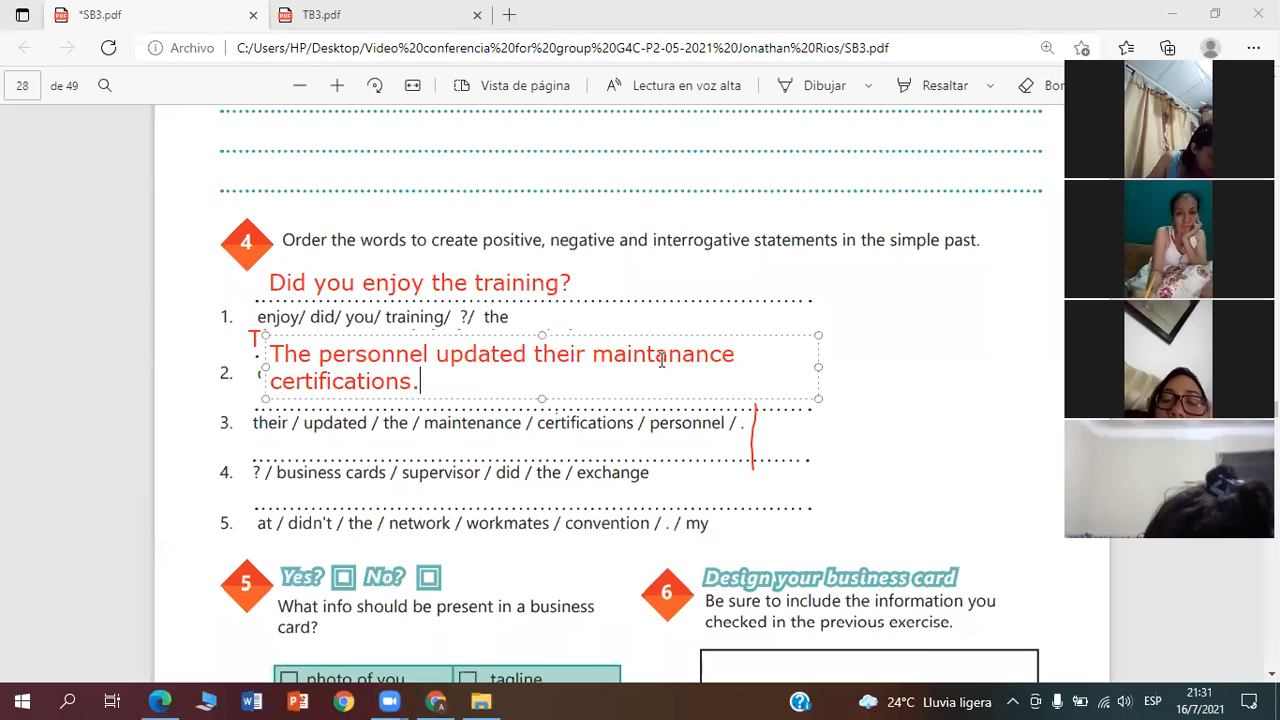 *SB3.pdf
TB3.pdf
Archivo
C:/Users/HP/Desktop/Video%20conferencia%20for%20group%20G4C-P2-05-2021%20Jonathan%20Rios/SB3.pdf
28 de 49
Vista de página
Lectura en voz alta
Dibujar
Resaltar
Bor
4 Order the words to create positive, negative and interrogative statements in the simple past.
Did you enjoy the training?
1. enjoy/ did/ you/ training/ ?/ the
T
The personnel updated their maintanance
certifications.
2.
3. their / updated / the / maintenance / certifications / personnel / .
4. ? / business cards / supervisor / did / the / exchange
5. at / didn't / the / network / workmates / convention / . / my
5 Yes? No?
What info should be present in a business
card?
photo of you
tagline
6 Design your business card
Be sure to include the information you
checked in the previous exercise.
24°C Lluvia ligera
ESP
21:31
16/7/2021